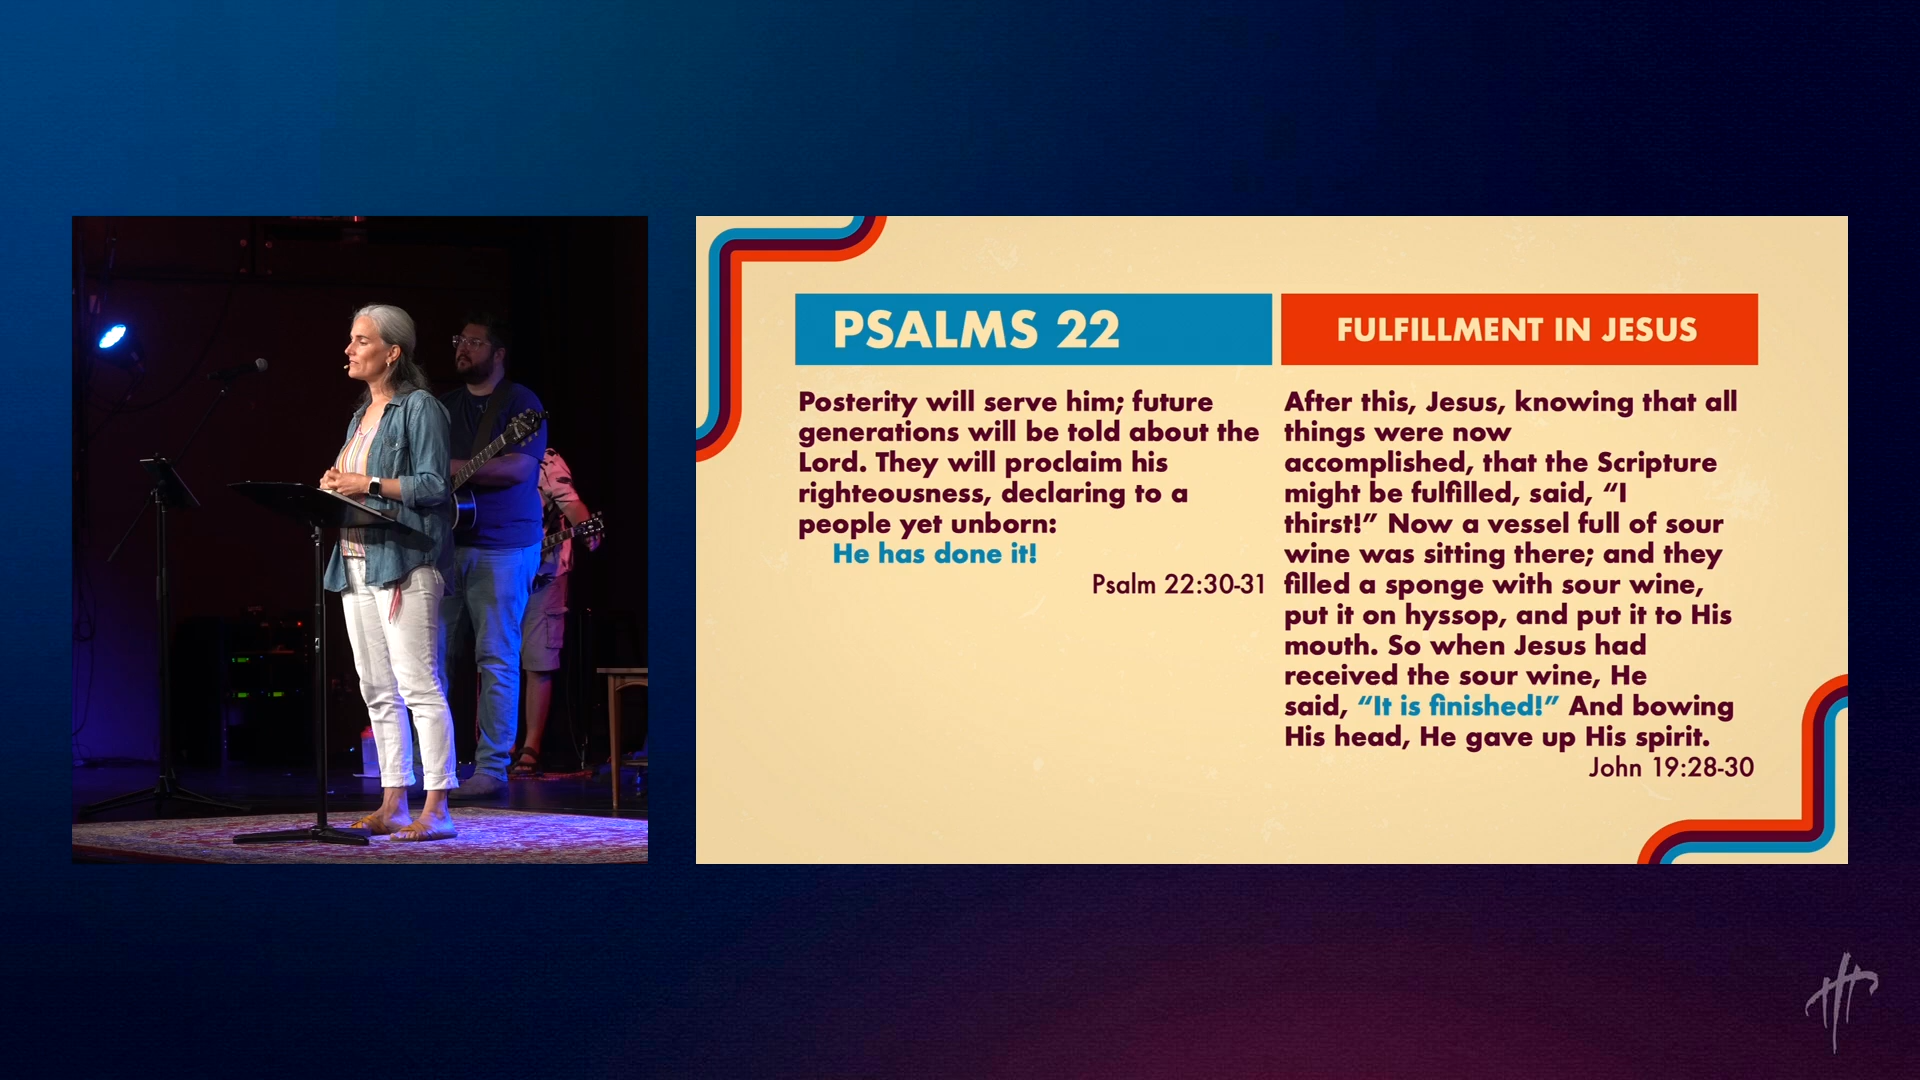 PSALMS 22
Posterity will serve him; future
generations will be told about the
Lord. They will proclaim his
righteousness, declaring to a
people yet unborn:
He has done it!
Psalm 22:30-31
FULFILLMENT IN JESUS
After this, Jesus, knowing that all
things were now
accomplished, that the Scripture
might be fulfilled, said, “I
thirst!” Now a vessel full of sour
wine was sitting there; and they
filled a sponge with sour wine,
put it on hyssop, and put it to His
mouth. So when Jesus had
received the sour wine, He
said, “It is finished!” And bowing
His head, He gave up His spirit.
John 19:28-30